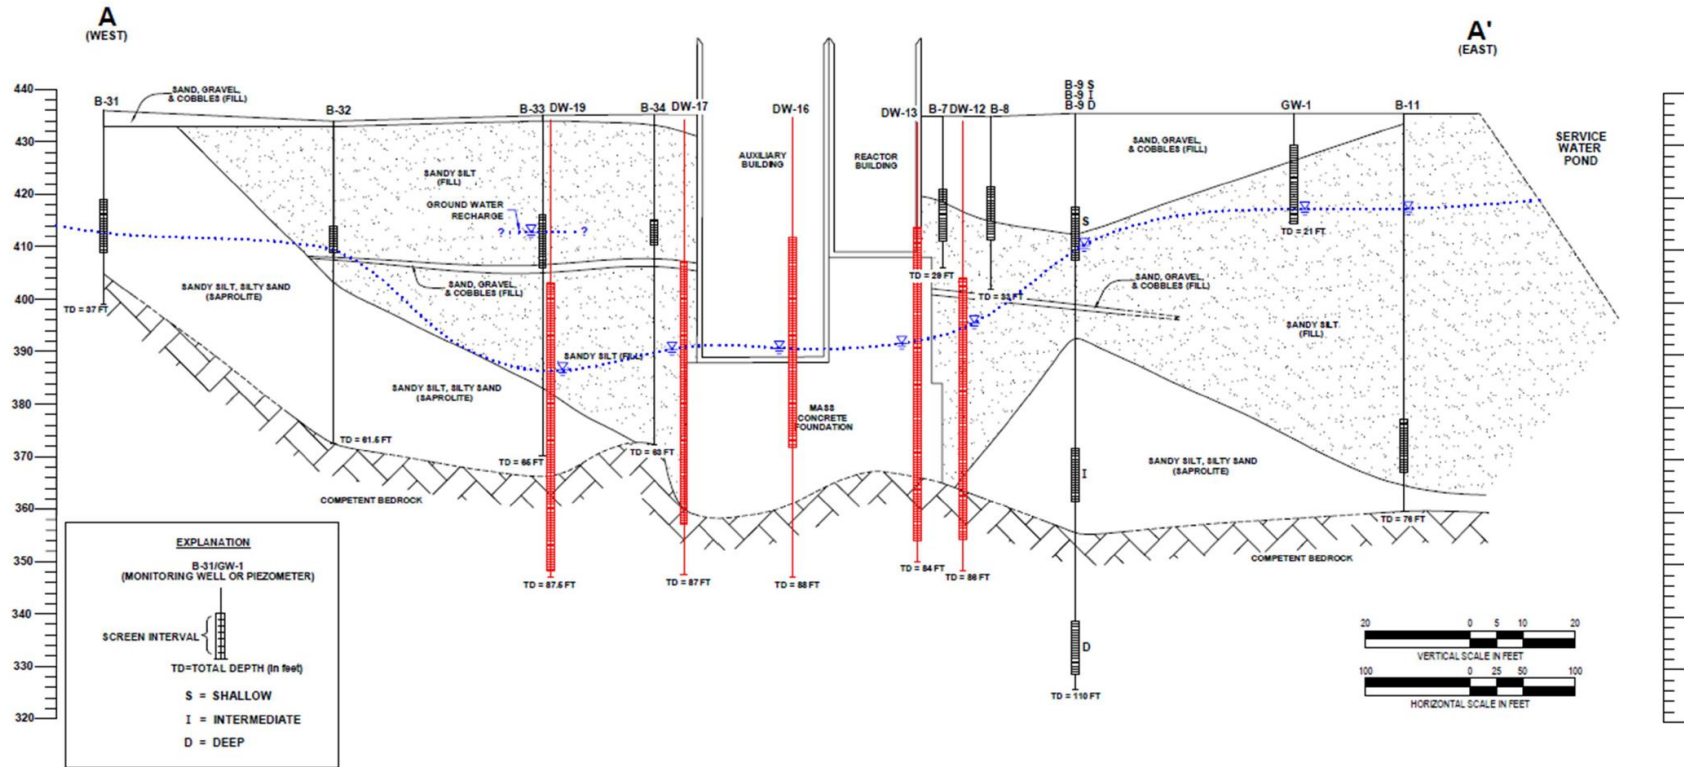 A
(WEST)
A'
(EAST)
B-9 S
B-9 I
B-9 D
440
430
420
410
400
390
380
370
360
350
340
330
320
B-31
SAND, GRAVEL,
& COBBLES (FILL)
B-32
B-33
DW-19
B-34
DW-17
DW-16
DW-13
B-7
DW-12
B-8
GW-1
B-11
SANDY SILT
(FILL)
GROUND WATER
RECHARGE
?
?
AUXILIARY
BUILDING
REACTOR
BUILDING
SAND, GRAVEL,
& COBBLES (FILL)
SERVICE
WATER
POND
S
TD = 21 FT
SANDY SILT, SILTY SAND
(SAPROLITE)
SAND, GRAVEL,
& COBBLES (FILL)
TD = 37 FT
TD = 29 FT
TD = 33 FT
SAND, GRAVEL,
& COBBLES (FILL)
SANDY SILT
(FILL)
SANDY SILT (FILL)
SANDY SILT, SILTY SAND
(SAPROLITE)
MASS
CONCRETE
FOUNDATION
TD = 61.5 FT
TD = 65 FT
TD = 63 FT
SANDY SILT, SILTY SAND
(SAPROLITE)
I
COMPETENT BEDROCK
TD = 76 FT
COMPETENT BEDROCK
TD = 87.5 FT
TD = 87 FT
TD = 88 FT
TD = 84 FT
TD = 86 FT
D
TD = 110 FT
EXPLANATION
B-31/GW-1
(MONITORING WELL OR PIEZOMETER)
SCREEN INTERVAL
TD=TOTAL DEPTH (in feet)
S = SHALLOW
I = INTERMEDIATE
D = DEEP
20 0 5 10 20
VERTICAL SCALE IN FEET
100 0 25 50 100
HORIZONTAL SCALE IN FEET